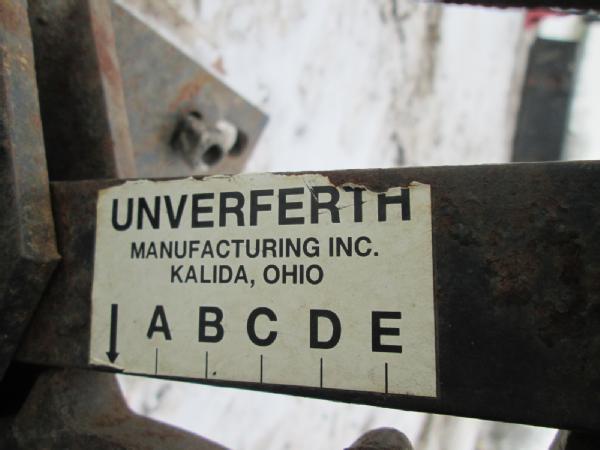 UNVERFERTH
MANUFACTURING INC.
KALIDA, OHIO
A B C D E